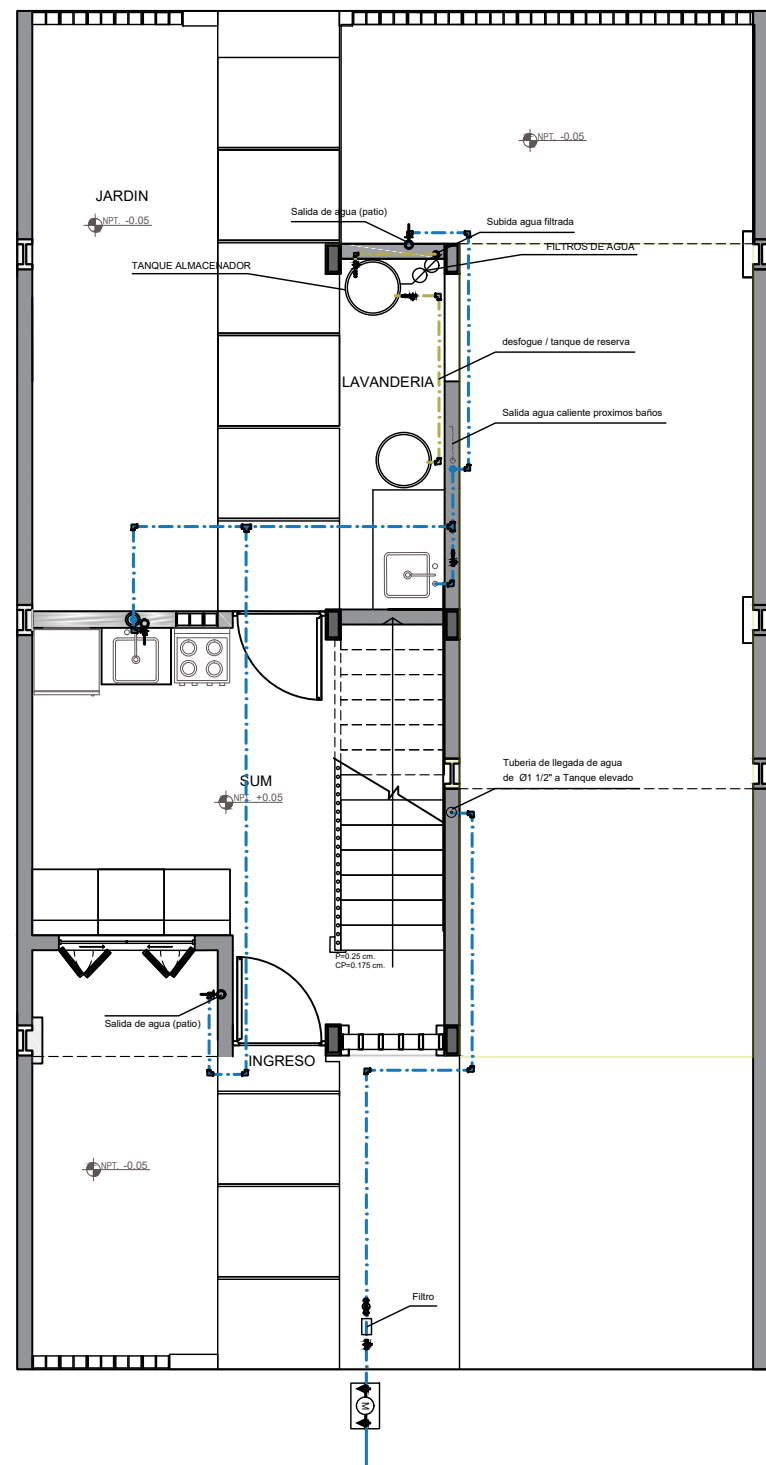 NPT. -0.05
JARDIN
NPT. -0.05
Salida de agua (patio)
Subida agua filtrada
FILTROS DE AGUA
TANQUE ALMACENADOR
desfogue / tanque de reserva
LAVANDERIA
Salida agua caliente proximos baños
Tuberia de llegada de agua
de Ø1 1/2" a Tanque elevado
SUM
NPT. +0.05
P=0.25 cm.
CP=0.175 cm.
Salida de agua (patio)
INGRESO
NPT. -0.05
Filtro
M